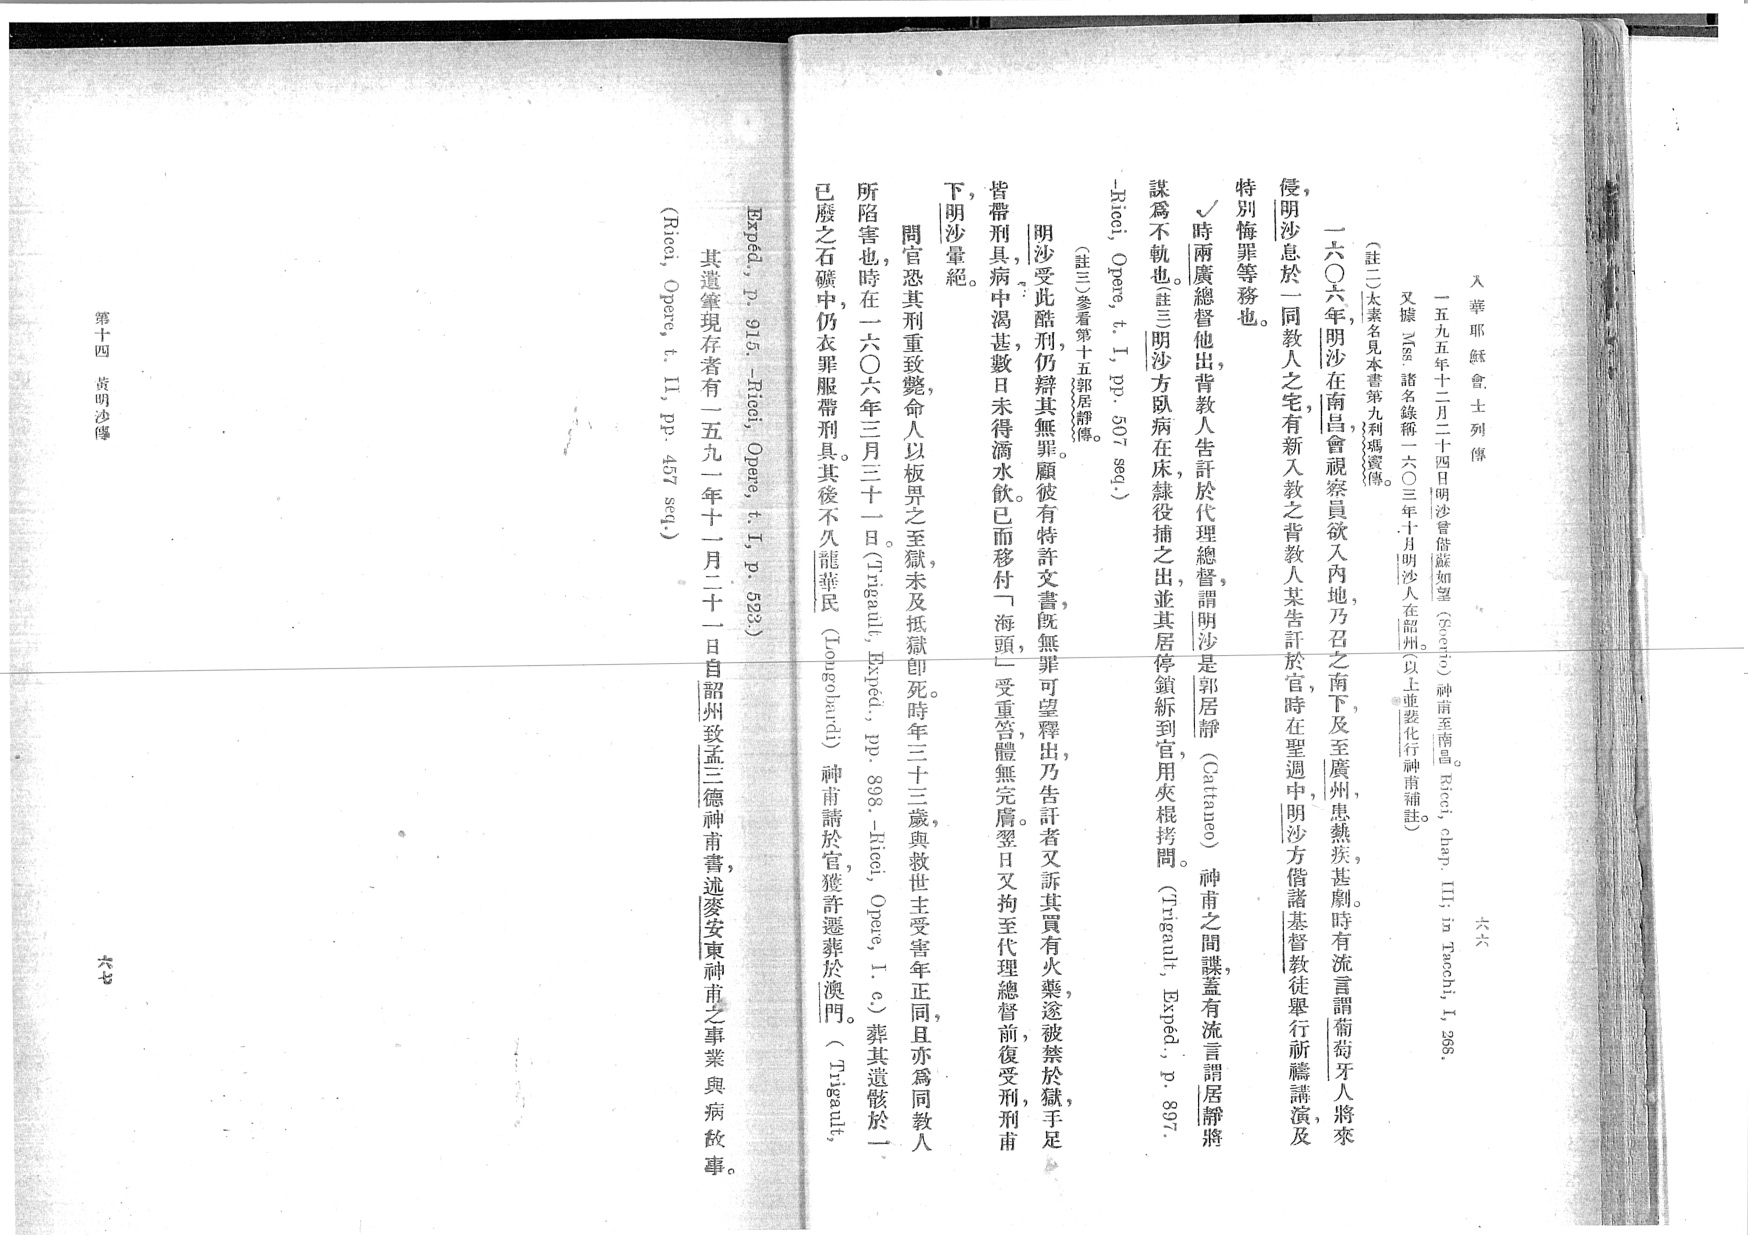 入華耶穌會士列傳
六六
一五九五年十二月二十四日明沙曾偕蘇如望 (Soerio) 神甫至南昌。Ricci, chap. III; in Tacchi, I, 268.
又據 Mss. 諸名錄稱一六〇三年十月明沙人在韶州。(以上並裴化行神甫補註。)
(註二)太素名見本書第九利瑪竇傳。
一六〇六年,明沙在南昌,會視察員欲入內地,乃召之南下,及至廣州,患熱疾,甚劇。時有流言謂葡萄牙人將來
侵,明沙息於一同教人之宅,有新入教之背教人某告訐於官,時在聖週中,明沙方偕諸基督教徒舉行祈禱講演,及
特別悔罪等務也。
✓時兩廣總督他出,背教人告訐於代理總督,謂明沙是郭居靜 (Cattaneo) 神甫之間諜,蓋有流言謂居靜將
謀爲不軌也。(註三)明沙方臥病在床,隸役捕之出,並其居停鎖縛到官,用夾棍拷問。(Trigault, Expéd., p. 897.
–Ricci, Opere, t. I, pp. 507 seq.)
(註三)參看第十五郭居靜傳。
明沙受此酷刑,仍辯其無罪。顧彼有特許文書,旣無罪可望釋出,乃告訐者又訴其買有火藥,遂被禁於獄,手足
皆帶刑具,病中渴甚,數日未得滴水飲。已而移付「海頭,」受重笞,體無完膚。翌日又拘至代理總督前,復受刑,刑甫
下,明沙暈絕。
問官恐其刑重致斃,命人以板舁之至獄,未及抵獄卽死。時年三十三歲,與救世主受害年正同,且亦爲同教人
所陷害也,時在一六〇六年三月三十一日。(Trigault, Expéd., pp. 898. –Ricci, Opere, l. c.) 葬其遺骸於一
已廢之石礦中,仍衣罪服帶刑具。其後不久龍華民 (Longobardi) 神甫請於官,獲許遷葬於澳門。( Trigault,
Expéd., p. 915. –Ricci, Opere, t. I, p. 523.)
其遺筆現存者有一五九一年十一月二十一日自韶州致孟三德神甫書,述麥安東神甫之事業與病故事。
(Ricci, Opere, t. II, pp. 457 seq.)
第十四 黃明沙傳
六七